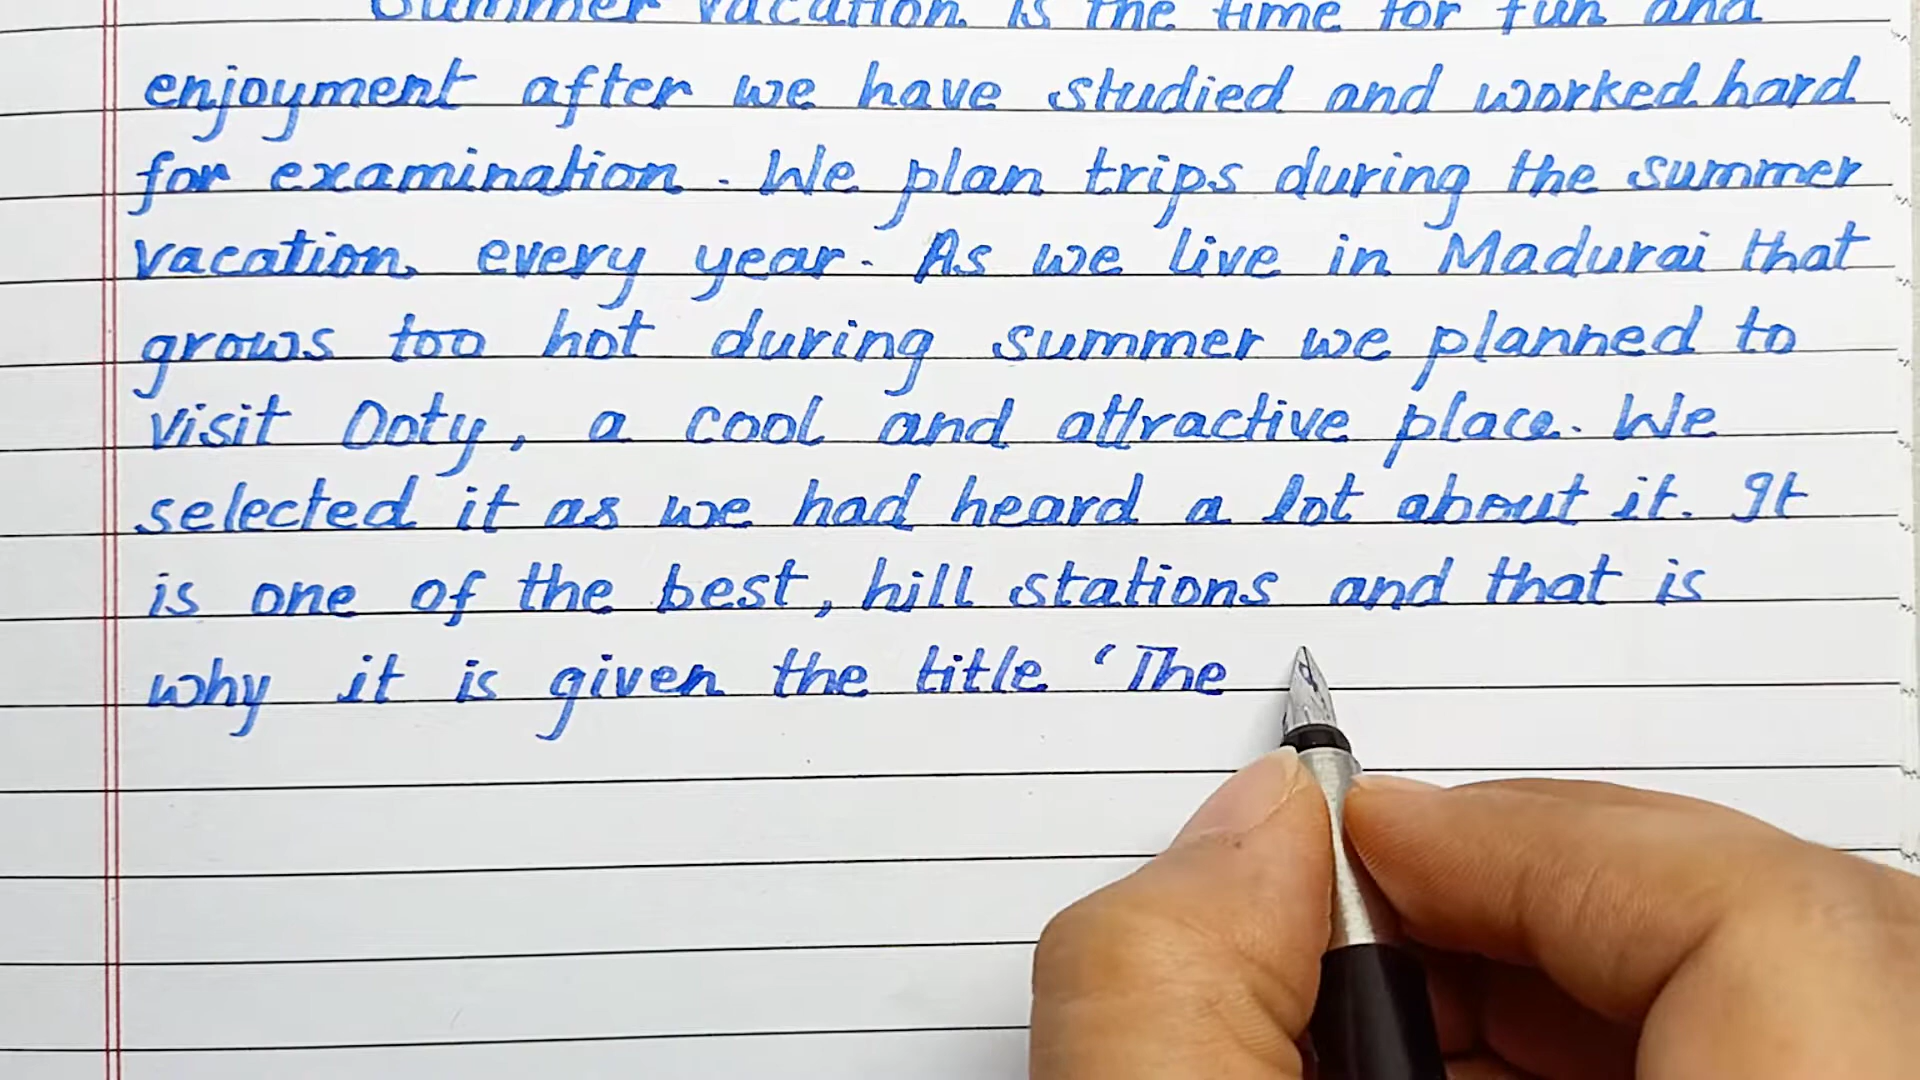 Summer vacation is the time for fun and
enjoyment after we have studied and worked hard
for examination. We plan trips during the summer
vacation every year. As we live in Madurai that
grows too hot during summer we planned to
visit Ooty, a cool and attractive place. We
selected it as we had heard a lot about it. It
is one of the best, hill stations and that is
why it is given the title ‘The